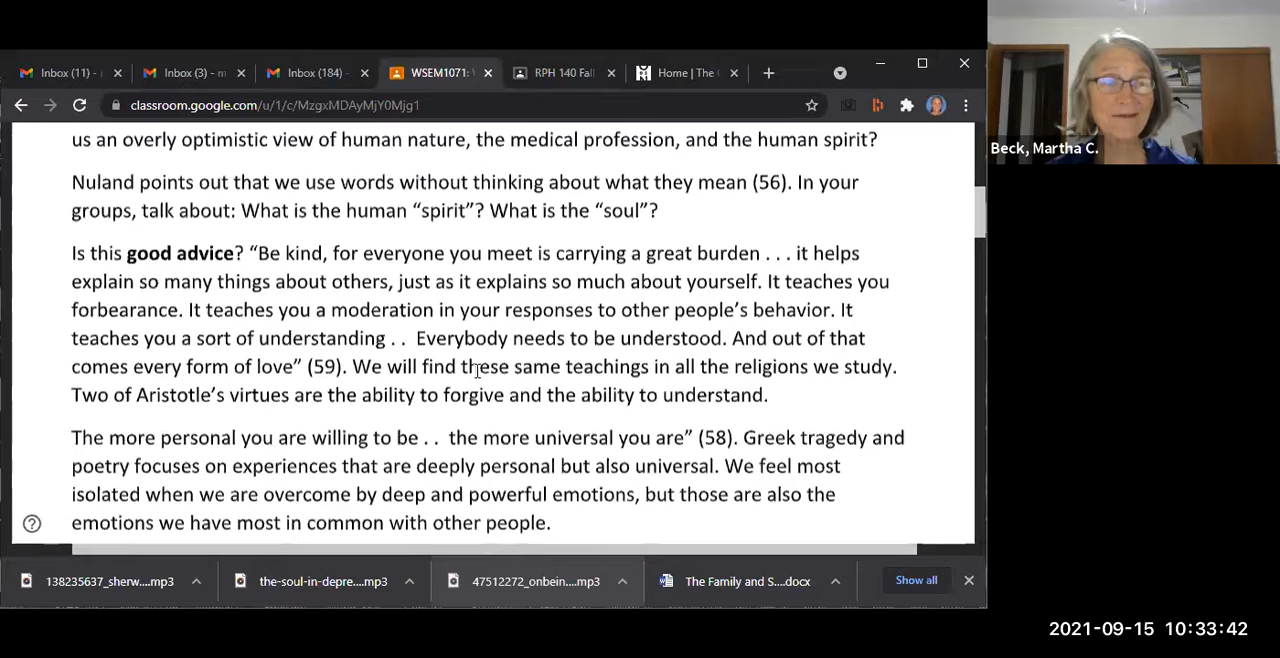 Inbox (11) -
Inbox (3) - m
Inbox (184) -
WSEM1071:
RPH 140 Fall
Home | The
classroom.google.com/u/1/c/MzgxMDAyMjY0Mjg1
us an overly optimistic view of human nature, the medical profession, and the human spirit?
Nuland points out that we use words without thinking about what they mean (56). In your
groups, talk about: What is the human “spirit”? What is the “soul”?
Is this good advice? “Be kind, for everyone you meet is carrying a great burden . . . it helps
explain so many things about others, just as it explains so much about yourself. It teaches you
forbearance. It teaches you a moderation in your responses to other people’s behavior. It
teaches you a sort of understanding . . Everybody needs to be understood. And out of that
comes every form of love” (59). We will find these same teachings in all the religions we study.
Two of Aristotle’s virtues are the ability to forgive and the ability to understand.
The more personal you are willing to be . . the more universal you are” (58). Greek tragedy and
poetry focuses on experiences that are deeply personal but also universal. We feel most
isolated when we are overcome by deep and powerful emotions, but those are also the
emotions we have most in common with other people.
138235637_sherw....mp3
the-soul-in-depre....mp3
47512272_onbein....mp3
The Family and S....docx
Show all
Beck, Martha C.
2021-09-15 10:33:42